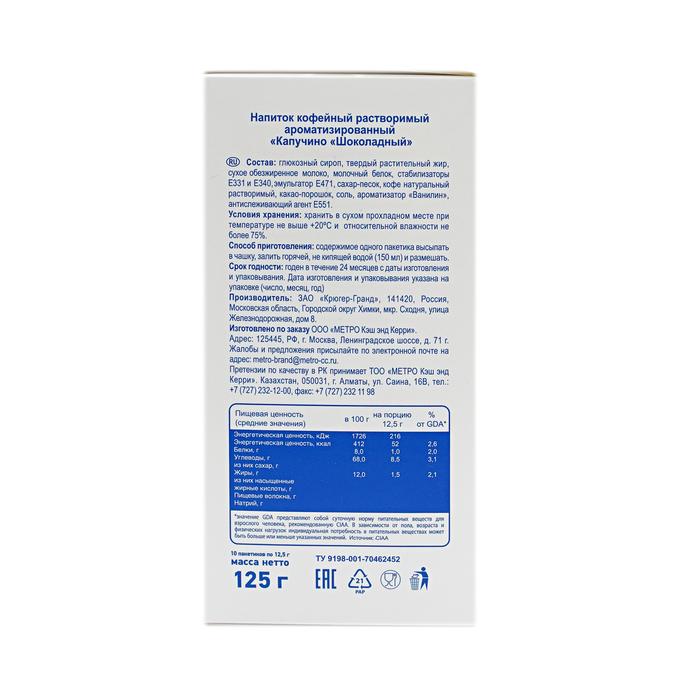 Напиток кофейный растворимый
ароматизированный
«Капучино «Шоколадный»
RU Состав: глюкозный сироп, твердый растительный жир,
сухое обезжиренное молоко, молочный белок, стабилизаторы
Е331 и Е340, эмульгатор Е471, сахар-песок, кофе натуральный
растворимый, какао-порошок, соль, ароматизатор «Ванилин»,
антислеживающий агент Е551.
Условия хранения: хранить в сухом прохладном месте при
температуре не выше +20ºС и относительной влажности не
более 75%.
Способ приготовления: содержимое одного пакетика высыпать
в чашку, залить горячей, не кипящей водой (150 мл) и размешать.
Срок годности: годен в течение 24 месяцев с даты изготовления
и упаковывания. Дата изготовления и упаковывания указана на
упаковке (число, месяц, год)
Производитель: ЗАО «Крюгер-Гранд», 141420, Россия,
Московская область, Городской округ Химки, мкр. Сходня, улица
Железнодорожная, дом 8.
Изготовлено по заказу ООО «МЕТРО Кэш энд Керри».
Адрес: 125445, РФ, г. Москва, Ленинградское шоссе, д. 71 г.
Жалобы и предложения присылайте по электронной почте на
адрес: metro-brand@metro-cc.ru
Претензии по качеству в РК принимает ТОО «МЕТРО Кэш энд
Керри». Казахстан, 050031, г. Алматы, ул. Саина, 16В, тел.:
+7 (727) 232-12-00, факс: +7 (727) 232 11 98
Пищевая ценность (средние значения) в 100 г на порцию 12,5 г % от GDA*
Энергетическая ценность, кДж 1726 216
Энергетическая ценность, ккал 412 52 2,6
Белки, г 8,0 1,0 2,0
Углеводы, г 68,0 8,5 3,1
из них сахар, г
Жиры, г 12,0 1,5 2,1
из них насыщенные
жирные кислоты, г
Пищевые волокна, г
Натрий, г
*значение GDA представляют собой суточную норму питательных веществ для
взрослого человека, рекомендованную CIAA. В зависимости от пола, возраста и
физических нагрузок индивидуальная потребность в питательных веществах может
быть больше или меньше указанных значений. Источник: -CIAA
10 пакетиков по 12,5 г
масса нетто
125 г
ТУ 9198-001-70462452
ЕАС
21
PAP